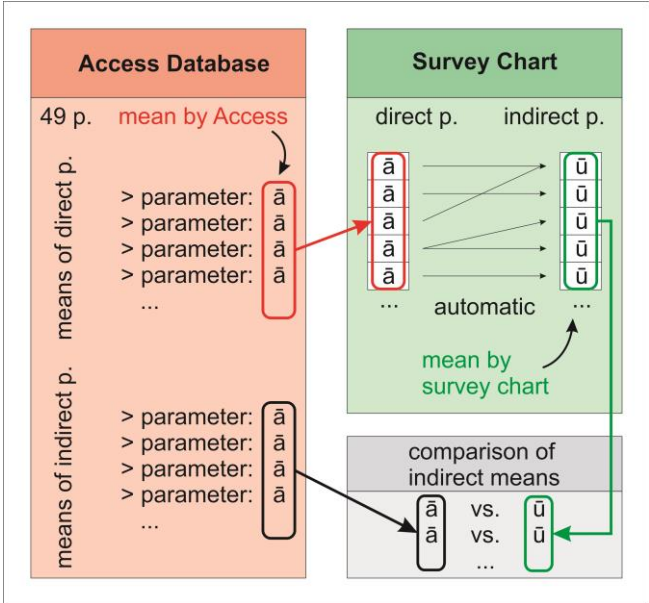 Access Database
49 p. mean by Access
means of direct p.
> parameter: ā
> parameter: ā
> parameter: ā
> parameter: ā
...
means of indirect p.
> parameter: ā
> parameter: ā
> parameter: ā
> parameter: ā
...
Survey Chart
direct p. indirect p.
ā ū
ā ū
ā ū
ā ū
ā ū
... automatic ...
mean by
survey chart
comparison of
indirect means
ā vs. ū
ā vs. ū
...